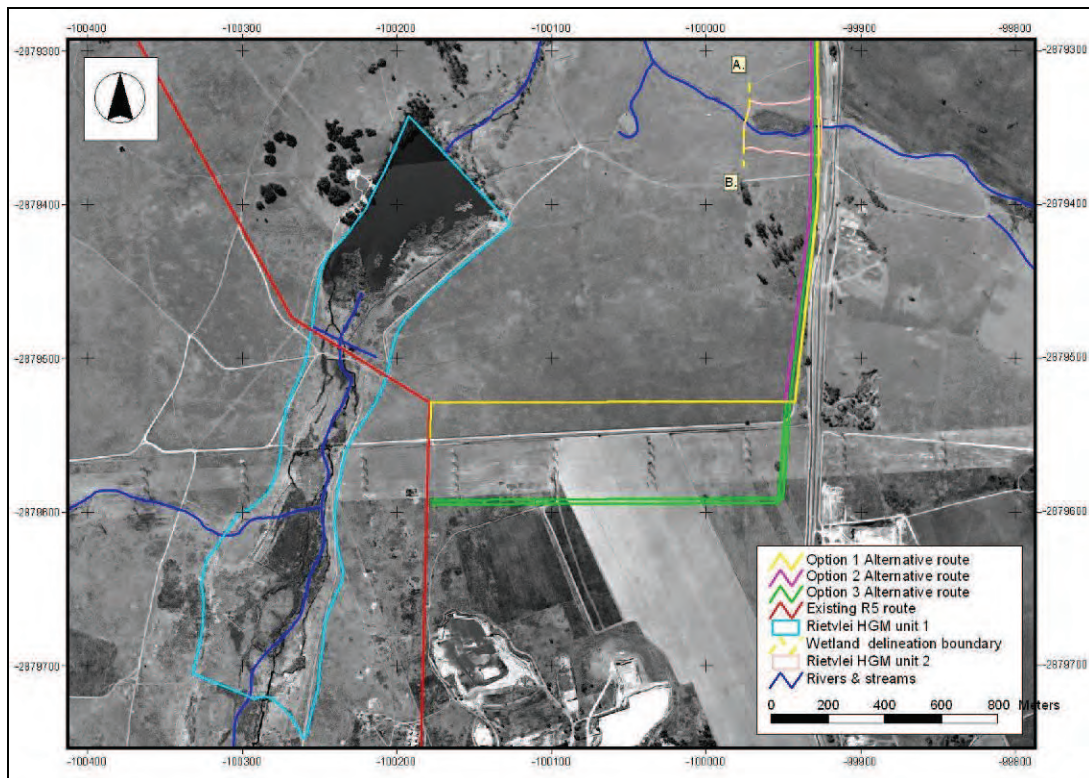 -100400 -100300 -100200 -100100 -100000 -99900 -99800
-2879300 -2879300
A.
B.
-2879400 -2879400
-2879500 -2879500
-2879600 -2879600
Option 1 Alternative route
Option 2 Alternative route
Option 3 Alternative route
Existing R5 route
Rietvlei HGM unit 1
Wetland delineation boundary
Rietvlei HGM unit 2
Rivers & streams
-2879700 -2879700
0 200 400 600 800 Meters
-100400 -100300 -100200 -100100 -100000 -99900 -99800